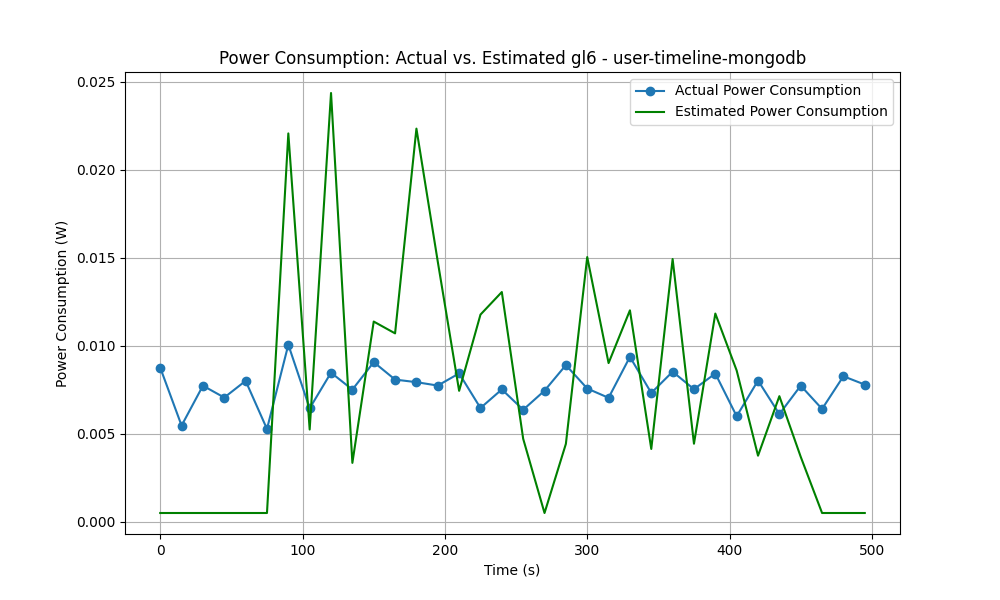 Power Consumption: Actual vs. Estimated gl6 - user-timeline-mongodb
Actual Power Consumption
Estimated Power Consumption
Power Consumption (W)
0.025
0.020
0.015
0.010
0.005
0.000
0 100 200 300 400 500
Time (s)